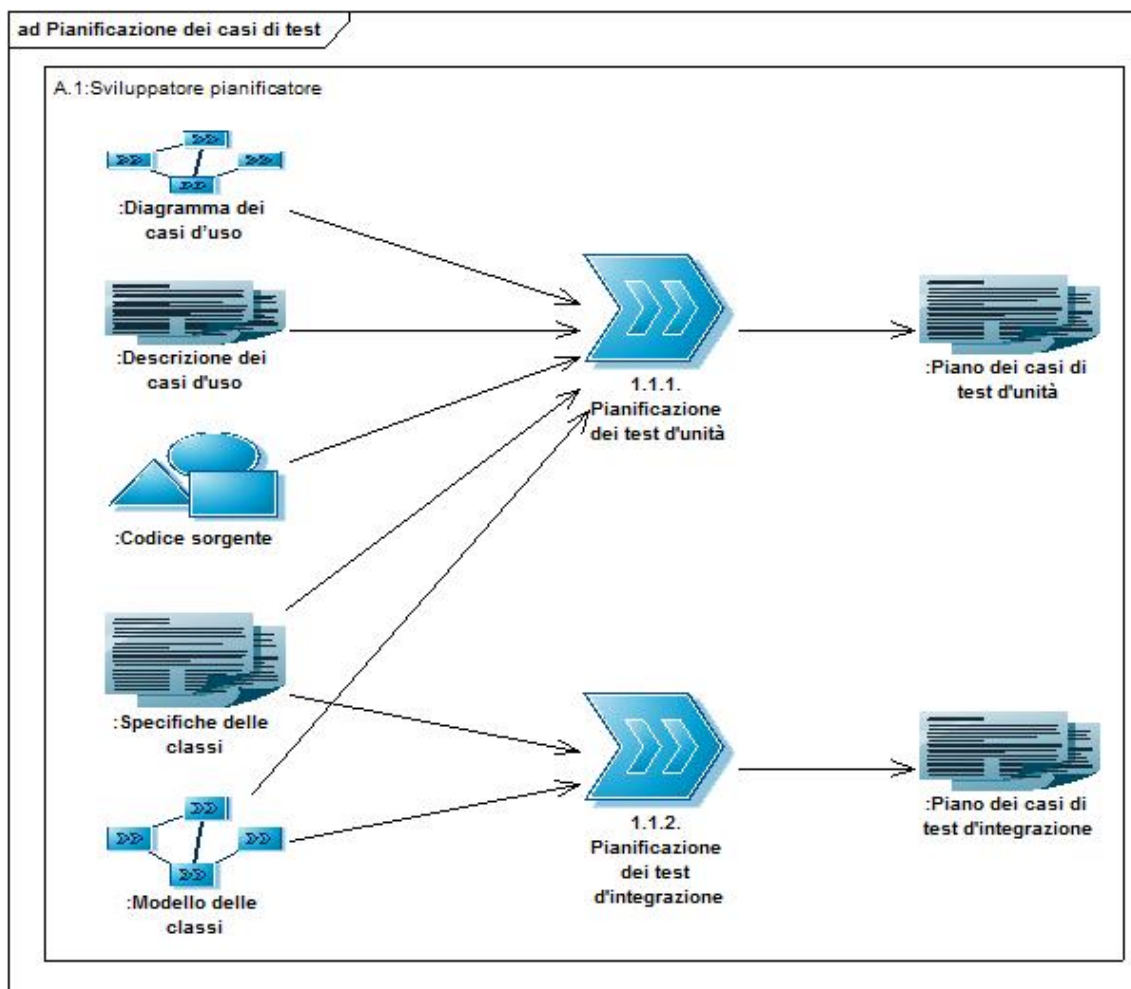 ad Pianificazione dei casi di test
A.1:Sviluppatore pianificatore
:Diagramma dei
casi d'uso
:Descrizione dei
casi d'uso
:Codice sorgente
:Specifiche delle
classi
:Modello delle
classi
1.1.1.
Pianificazione
dei test d'unità
1.1.2.
Pianificazione
dei test
d'integrazione
:Piano dei casi di
test d'unità
:Piano dei casi di
test d'integrazione